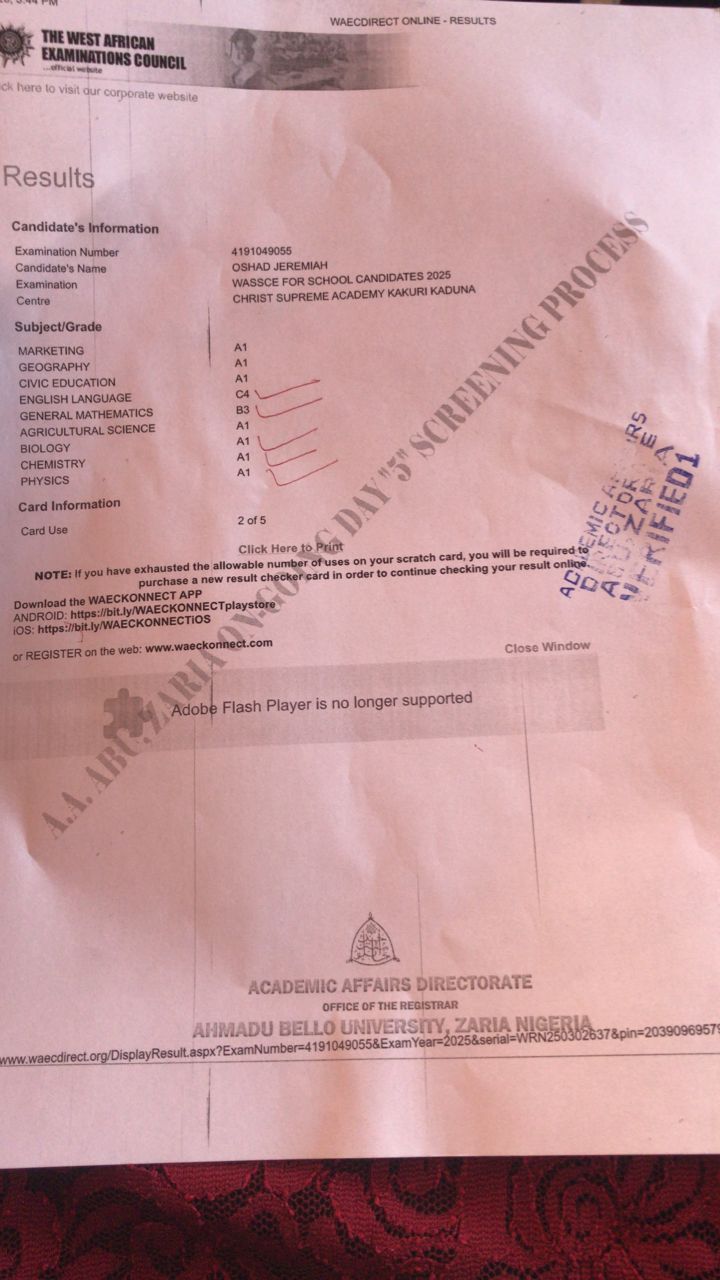 3:44 PM
WAECDIRECT ONLINE - RESULTS
THE WEST AFRICAN
EXAMINATIONS COUNCIL
...official website
ck here to visit our corporate website
Results
Candidate's Information
Examination Number 4191049055
Candidate's Name OSHAD JEREMIAH
Examination WASSCE FOR SCHOOL CANDIDATES 2025
Centre CHRIST SUPREME ACADEMY KAKURI KADUNA
Subject/Grade
MARKETING A1
GEOGRAPHY A1
CIVIC EDUCATION A1
ENGLISH LANGUAGE C4
GENERAL MATHEMATICS B3
AGRICULTURAL SCIENCE A1
BIOLOGY A1
CHEMISTRY A1
PHYSICS A1
Card Information
Card Use 2 of 5
Click Here to Print
NOTE: If you have exhausted the allowable number of uses on your scratch card, you will be required to
purchase a new result checker card in order to continue checking your result online.
Download the WAECKONNECT APP
ANDROID: https://bit.ly/WAECKONNECTplaystore
iOS: https://bit.ly/WAECKONNECTiOS
or REGISTER on the web: www.waeckonnect.com
Close Window
Adobe Flash Player is no longer supported
A.A. ABU, ZARIA ON-GOING DAY "5" SCREENING PROCESS
VERIFIED1
ACADEMIC AFFAIRS DIRECTORATE
OFFICE OF THE REGISTRAR
AHMADU BELLO UNIVERSITY, ZARIA NIGERIA
www.waecdirect.org/DisplayResult.aspx?ExamNumber=4191049055&ExamYear=2025&serial=WRN250302637&pin=20390969579